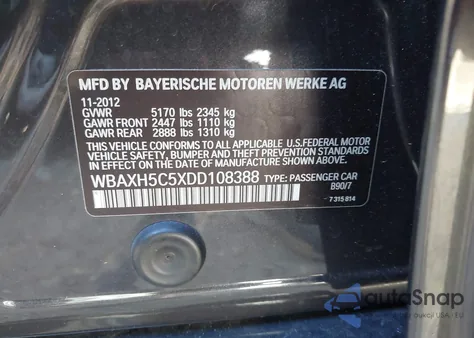 MFD BY BAYERISCHE MOTOREN WERKE AG
11-2012
GVWR 5170 lbs 2345 kg
GAWR FRONT 2447 lbs 1110 kg
GAWR REAR 2888 lbs 1310 kg
THIS VEHICLE CONFORMS TO ALL APPLICABLE U.S.FEDERAL MOTOR
VEHICLE SAFETY, BUMPER, AND THEFT PREVENTION STANDARDS
IN EFFECT ON THE DATE OF MANUFACTURE SHOWN ABOVE.
WBAXH5C5XDD108388 TYPE: PASSENGER CAR
B90/7
7 315 814
autoSnap